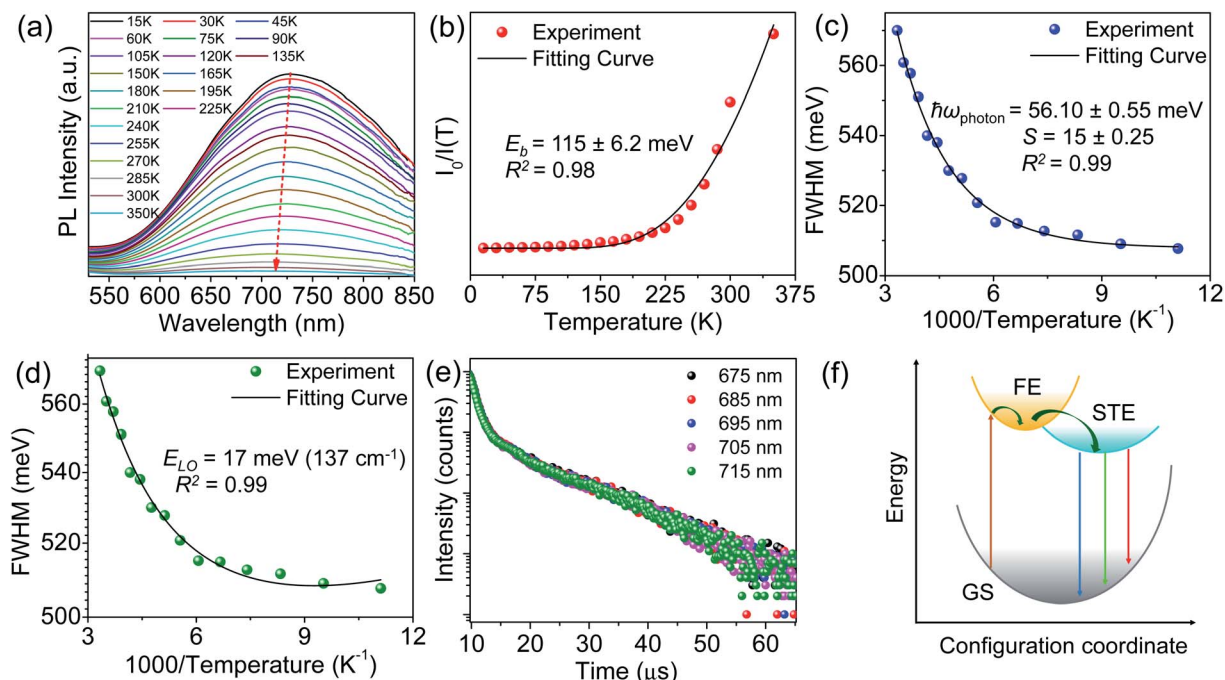 (a)
15K 30K 45K
60K 75K 90K
105K 120K 135K
150K 165K
180K 195K
210K 225K
240K
255K
270K
285K
300K
350K
PL Intensity (a.u.)
550 600 650 700 750 800 850
Wavelength (nm)
(b)
Experiment
Fitting Curve
E_b = 115 ± 6.2 meV
R² = 0.98
I₀/I(T)
0 75 150 225 300 375
Temperature (K)
(c)
Experiment
Fitting Curve
ℏω_photon = 56.10 ± 0.55 meV
S = 15 ± 0.25
R² = 0.99
FWHM (meV)
560
540
520
500
3 6 9 12
1000/Temperature (K⁻¹)
(d)
Experiment
Fitting Curve
E_LO = 17 meV (137 cm⁻¹)
R² = 0.99
FWHM (meV)
560
540
520
500
3 6 9 12
1000/Temperature (K⁻¹)
(e)
675 nm
685 nm
695 nm
705 nm
715 nm
Intensity (counts)
10 20 30 40 50 60
Time (μs)
(f)
FE
STE
GS
Energy
Configuration coordinate